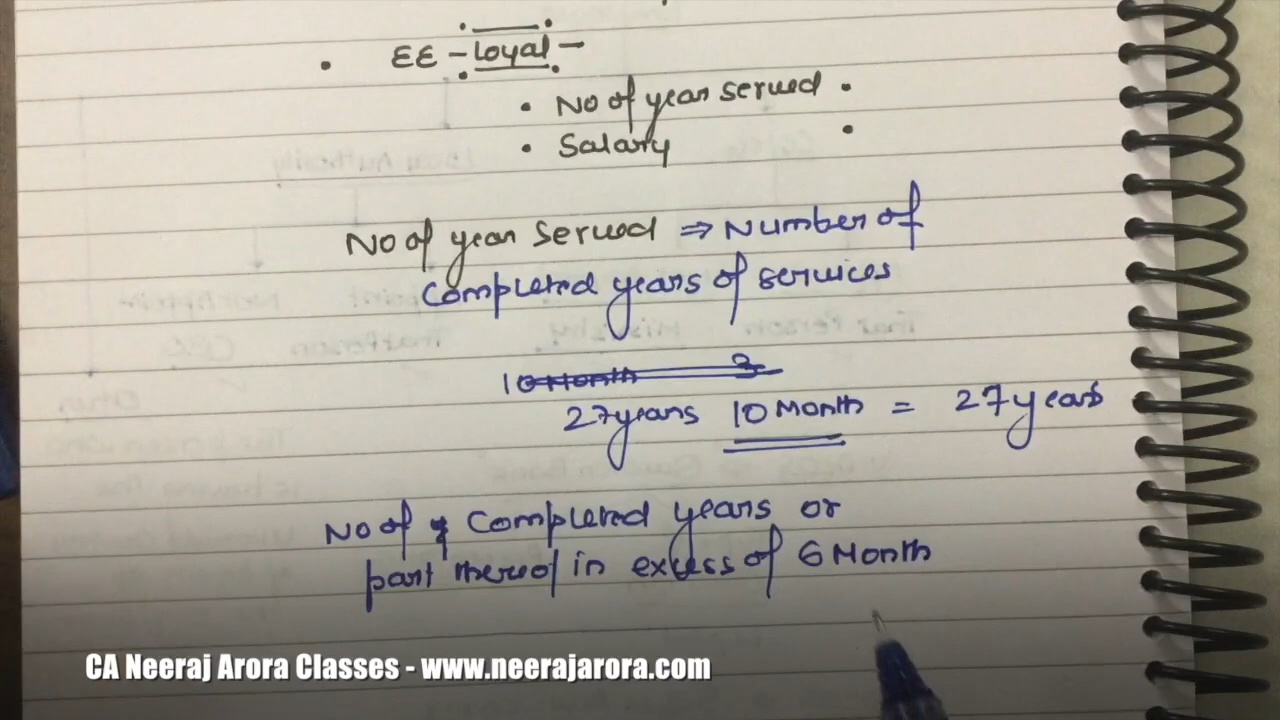 EE - Loyal -
• No of year served •
• Salary •
No of year served ⇒ Number of
Completed years of services
10 Month
27 years 10 Month = 27 years
No of Completed years or
part thereof in excess of 6 Month
CA Neeraj Arora Classes - www.neerajarora.com